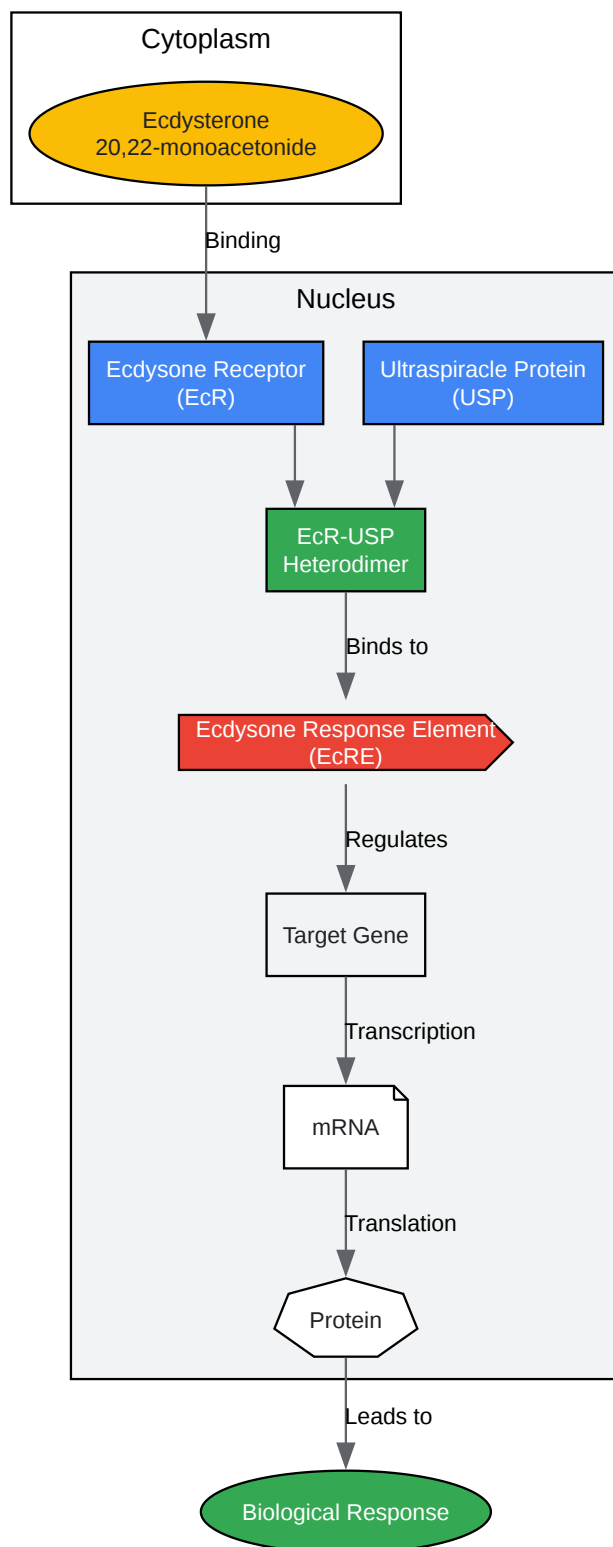 Cytoplasm
Ecdysterone
20,22-monoacetonide
Binding
Nucleus
Ecdysone Receptor
(EcR)
Ultraspiracle Protein
(USP)
EcR-USP
Heterodimer
Binds to
Ecdysone Response Element
(EcRE)
Regulates
Target Gene
Transcription
mRNA
Translation
Protein
Leads to
Biological Response